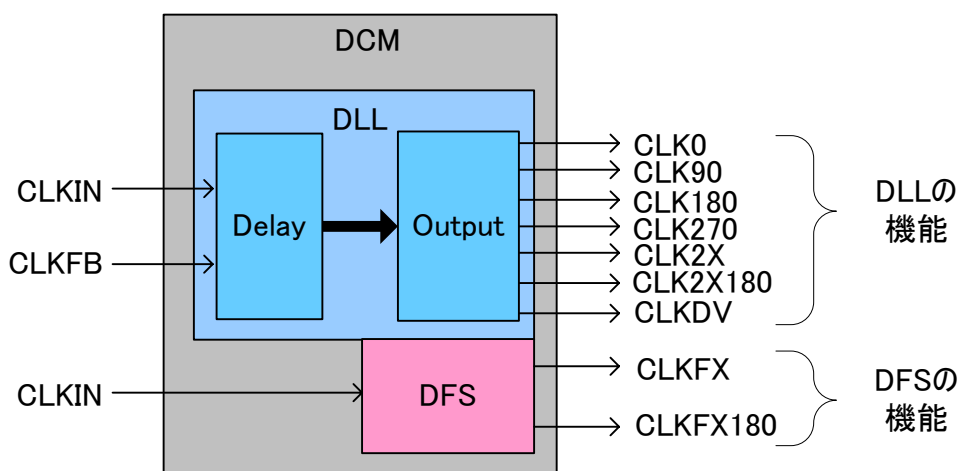 DCM
DLL
CLKIN
CLKFB
Delay
Output
CLK0
CLK90
CLK180
CLK270
CLK2X
CLK2X180
CLKDV
DLLの
機能
CLKIN
DFS
CLKFX
CLKFX180
DFSの
機能